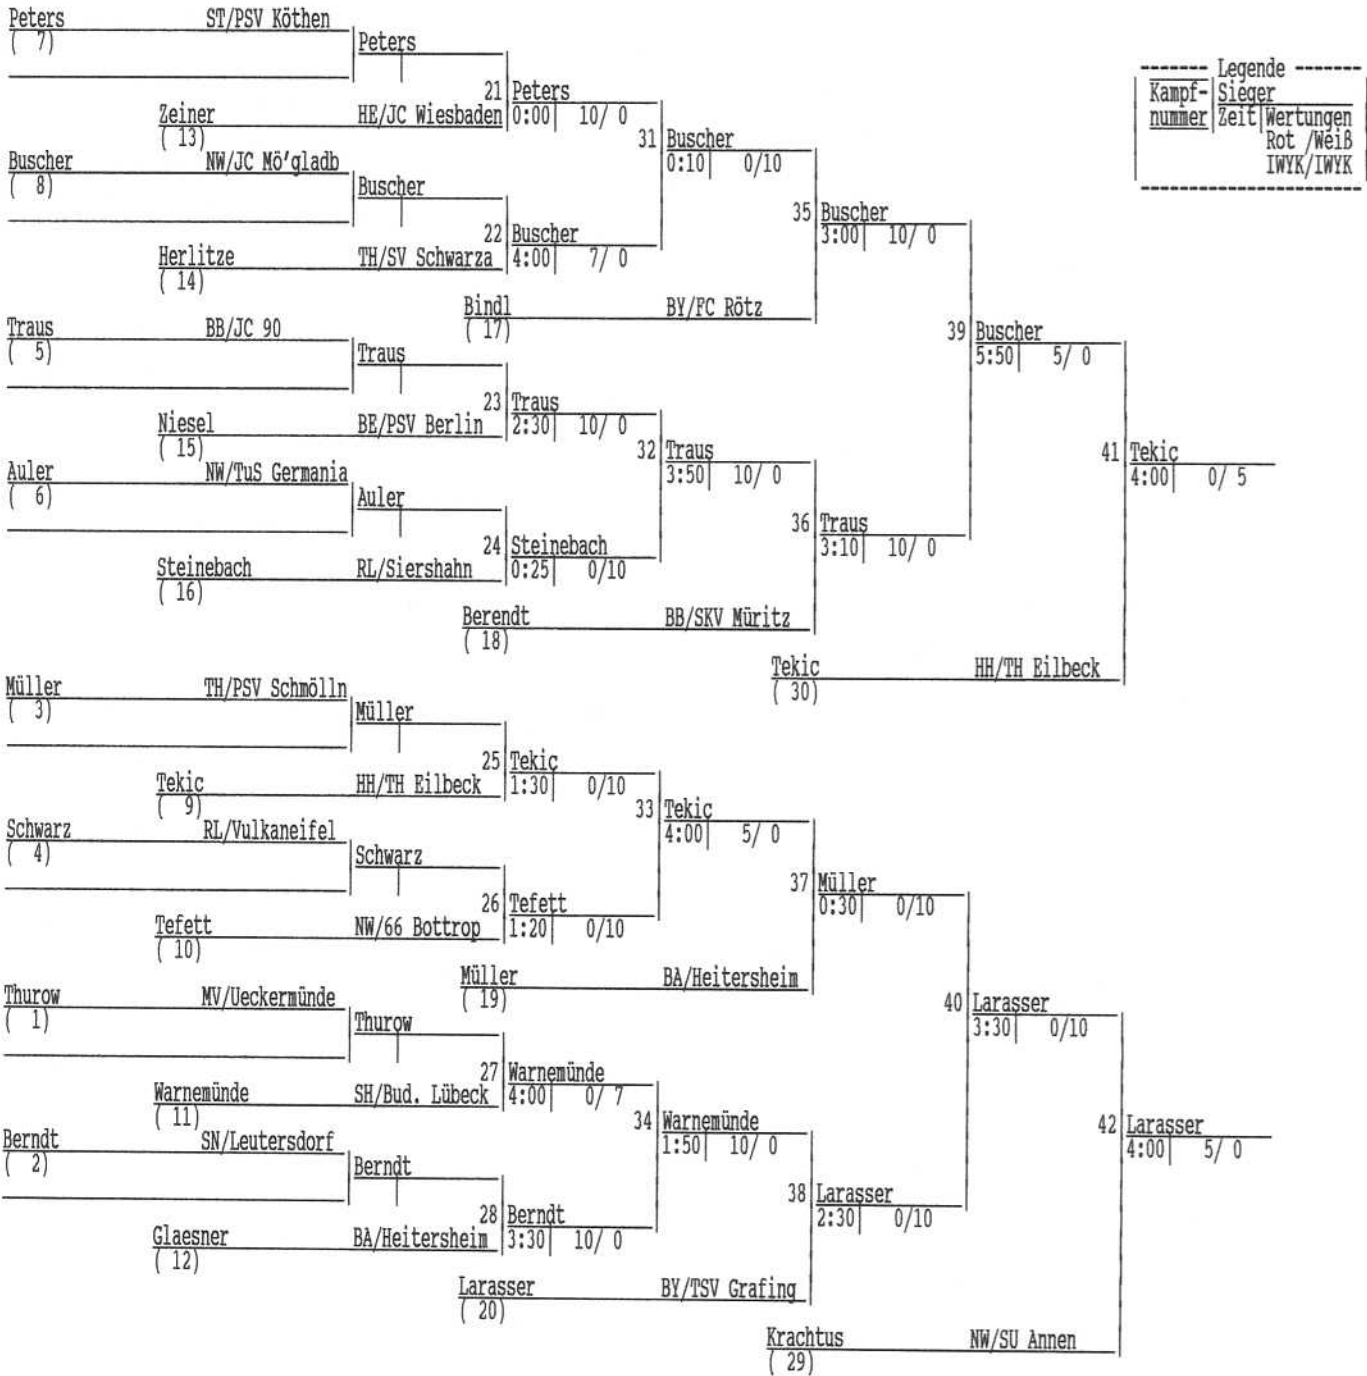 Peters ST/PSV Köthen
( 7)
Peters
------- Legende -------
Kampf- Sieger
nummer Zeit Wertungen
Rot /Weiß
IWYK/IWYK
-----------------------
21 Peters
0:00 10/ 0
Zeiner HE/JC Wiesbaden
( 13)
31 Buscher
0:10 0/10
Buscher NW/JC Mö'gladb
( 8)
Buscher
35 Buscher
3:00 10/ 0
22 Buscher
4:00 7/ 0
Herlitze TH/SV Schwarza
( 14)
Bindl BY/FC Rötz
( 17)
Traus BB/JC 90
( 5)
Traus
39 Buscher
5:50 5/ 0
23 Traus
2:30 10/ 0
Niesel BE/PSV Berlin
( 15)
32 Traus
3:50 10/ 0
41 Tekic
4:00 0/ 5
Auler NW/TuS Germania
( 6)
Auler
36 Traus
3:10 10/ 0
24 Steinebach
0:25 0/10
Steinebach RL/Siershahn
( 16)
Berendt BB/SKV Müritz
( 18)
Tekic HH/TH Eilbeck
( 30)
Müller TH/PSV Schmölln
( 3)
Müller
25 Tekic
1:30 0/10
Tekic HH/TH Eilbeck
( 9)
33 Tekic
4:00 5/ 0
Schwarz RL/Vulkaneifel
( 4)
Schwarz
37 Müller
0:30 0/10
26 Tefett
1:20 0/10
Tefett NW/66 Bottrop
( 10)
Müller BA/Heitersheim
( 19)
Thurow MV/Ueckermünde
( 1)
Thurow
40 Larasser
3:30 0/10
27 Warnemünde
4:00 0/ 7
Warnemünde SH/Bud. Lübeck
( 11)
34 Warnemünde
1:50 10/ 0
42 Larasser
4:00 5/ 0
Berndt SN/Leutersdorf
( 2)
Berndt
38 Larasser
2:30 0/10
28 Berndt
3:30 10/ 0
Glaesner BA/Heitersheim
( 12)
Larasser BY/TSV Grafing
( 20)
Krachtus NW/SU Annen
( 29)